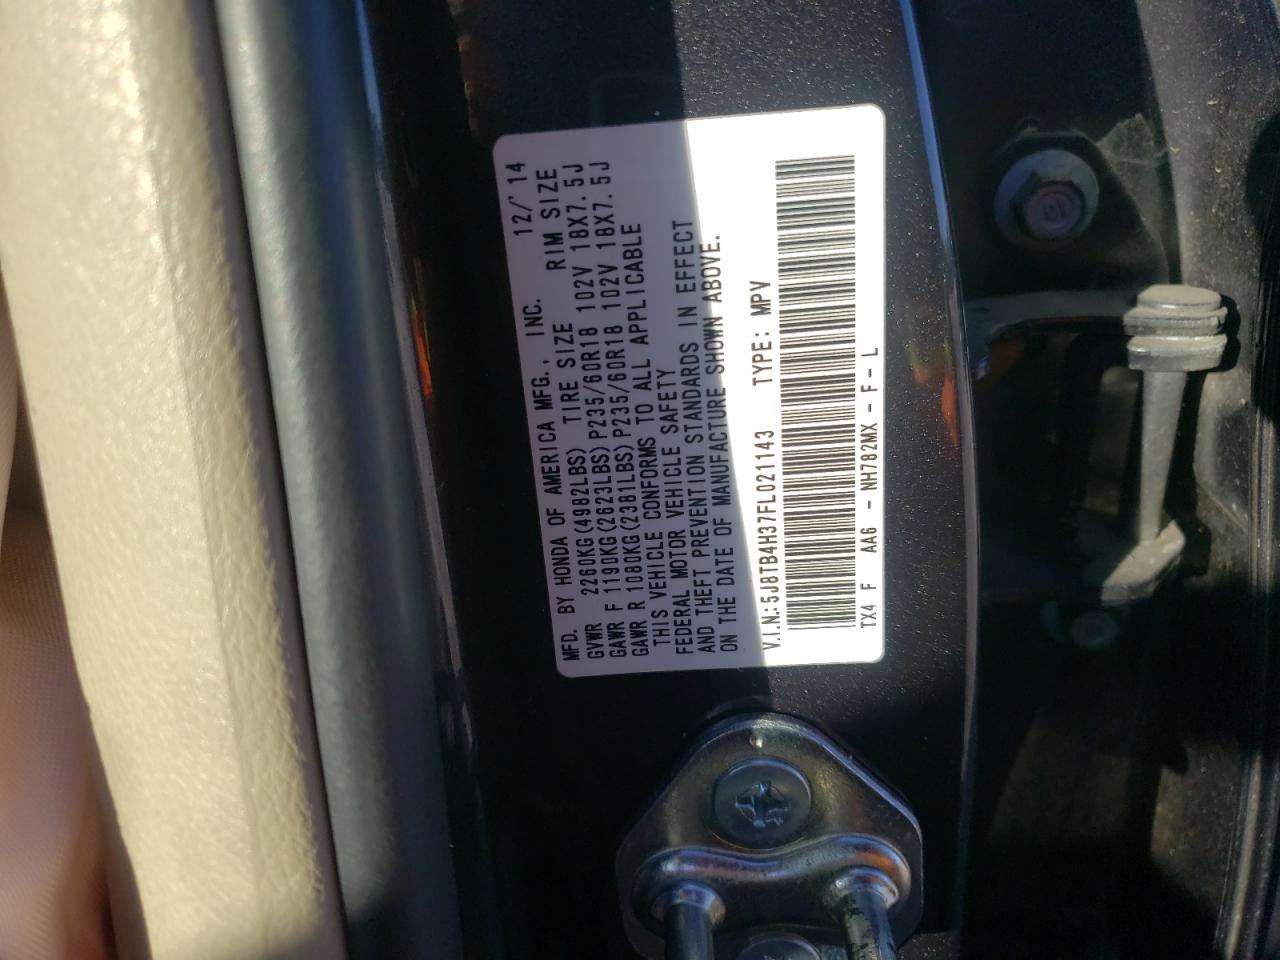 MFD. BY HONDA OF AMERICA MFG., INC. 12/'14
GVWR 2260KG(4982LBS) TIRE SIZE RIM SIZE
GAWR F 1190KG(2623LBS)P235/60R18 102V 18X7.5J
GAWR R 1080KG(2381LBS)P235/60R18 102V 18X7.5J
THIS VEHICLE CONFORMS TO ALL APPLICABLE
FEDERAL MOTOR VEHICLE SAFETY
AND THEFT PREVENTION STANDARDS IN EFFECT
ON THE DATE OF MANUFACTURE SHOWN ABOVE.
V.I.N.:5J8TB4H37FL021143 TYPE: MPV
TX4 F AA6 - NH782MX - F-L